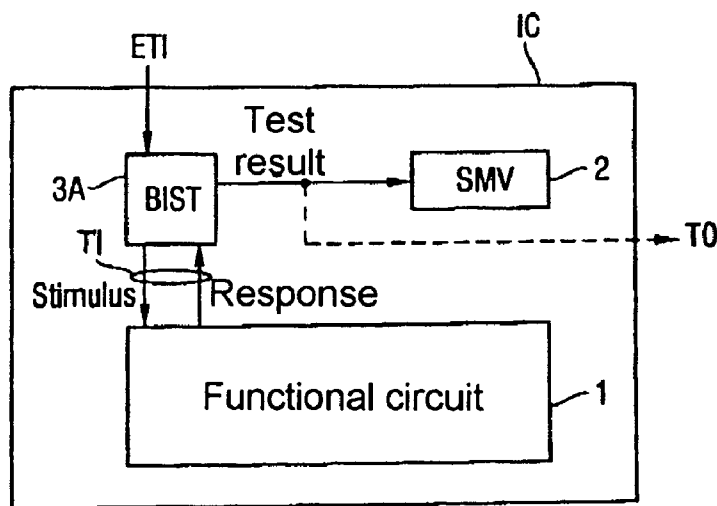 ETI
IC
Test
result
3A
BIST
SMV
2
TO
TI
Stimulus
Response
Functional circuit
1